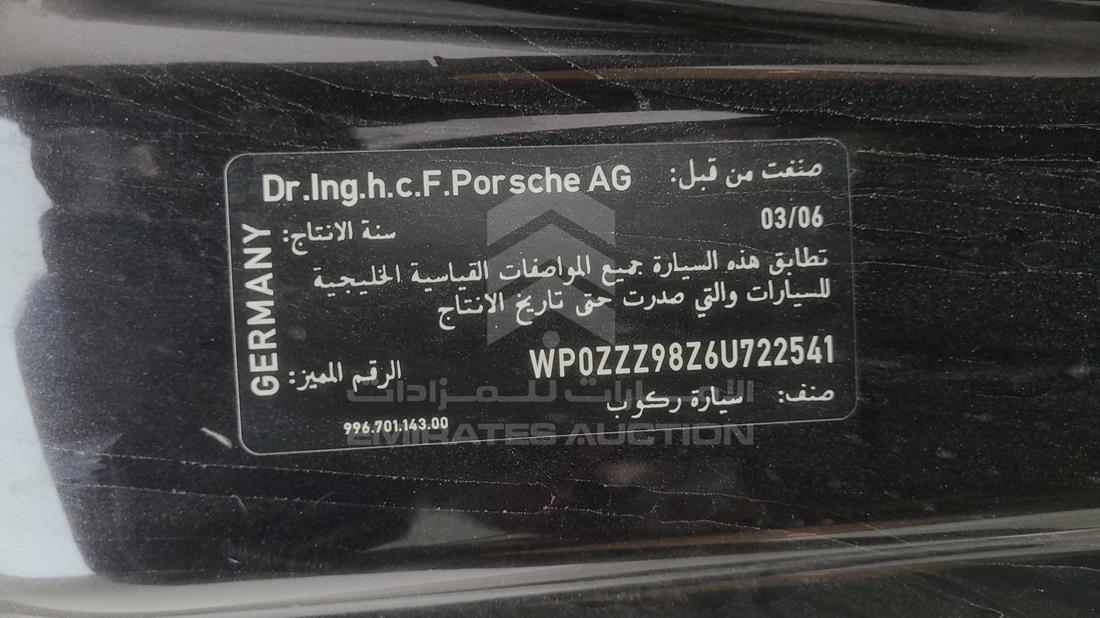 صنفت من قبل: Dr.Ing.h.c.F.Porsche AG
03/06 سنة الانتاج:
تطابق هذه السيارة جميع المواصفات القياسية الخليجية
للسيارات والتي صدرت حتى تاريخ الانتاج
WP0ZZZ98Z6U722541 الرقم المميز:
صنف: سيارة ركوب
996.701.143.00
GERMANY
الإمارات للمزادات
EMIRATES AUCTION